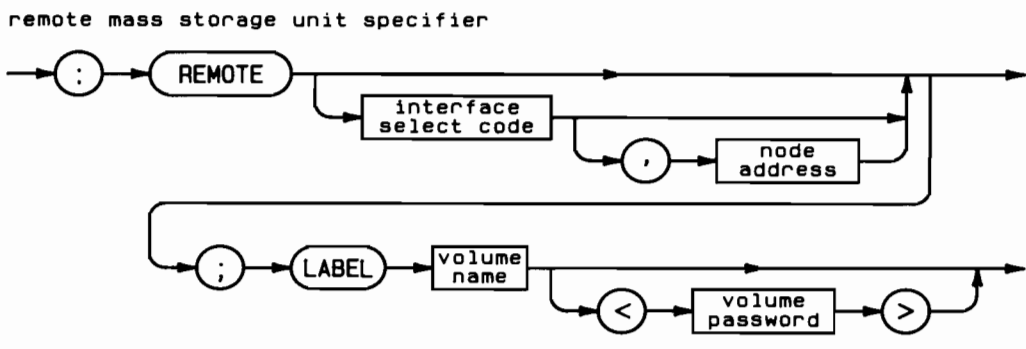 remote mass storage unit specifier
: REMOTE
interface
select code
, node
address
; LABEL volume
name
< volume
password >